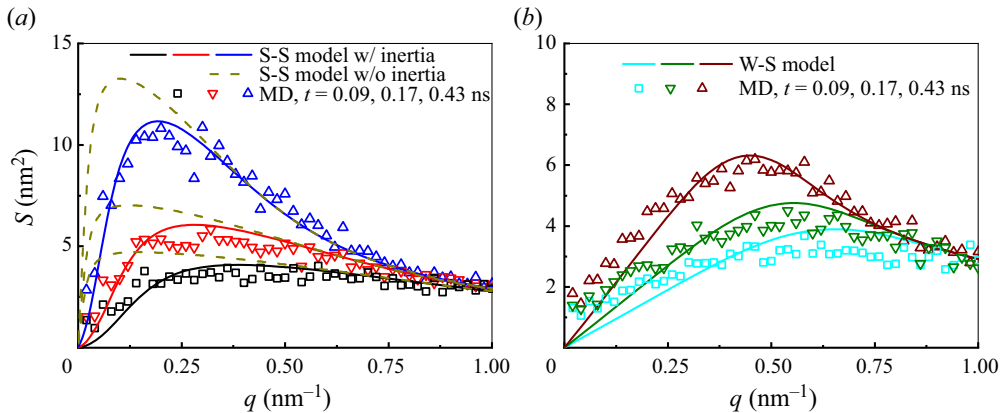 (a)
S-S model w/ inertia
S-S model w/o inertia
MD, t = 0.09, 0.17, 0.43 ns
15
10
5
S (nm²)
0
0.25
0.50
0.75
1.00
q (nm⁻¹)
(b)
W-S model
MD, t = 0.09, 0.17, 0.43 ns
10
8
6
4
2
0
0.25
0.50
0.75
1.00
q (nm⁻¹)